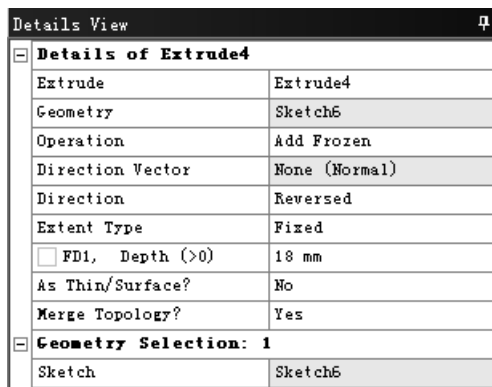 Details View
Details of Extrude4
Extrude Extrude4
Geometry Sketch6
Operation Add Frozen
Direction Vector None (Normal)
Direction Reversed
Extent Type Fixed
FD1, Depth (>0) 18 mm
As Thin/Surface? No
Merge Topology? Yes
Geometry Selection: 1
Sketch Sketch6